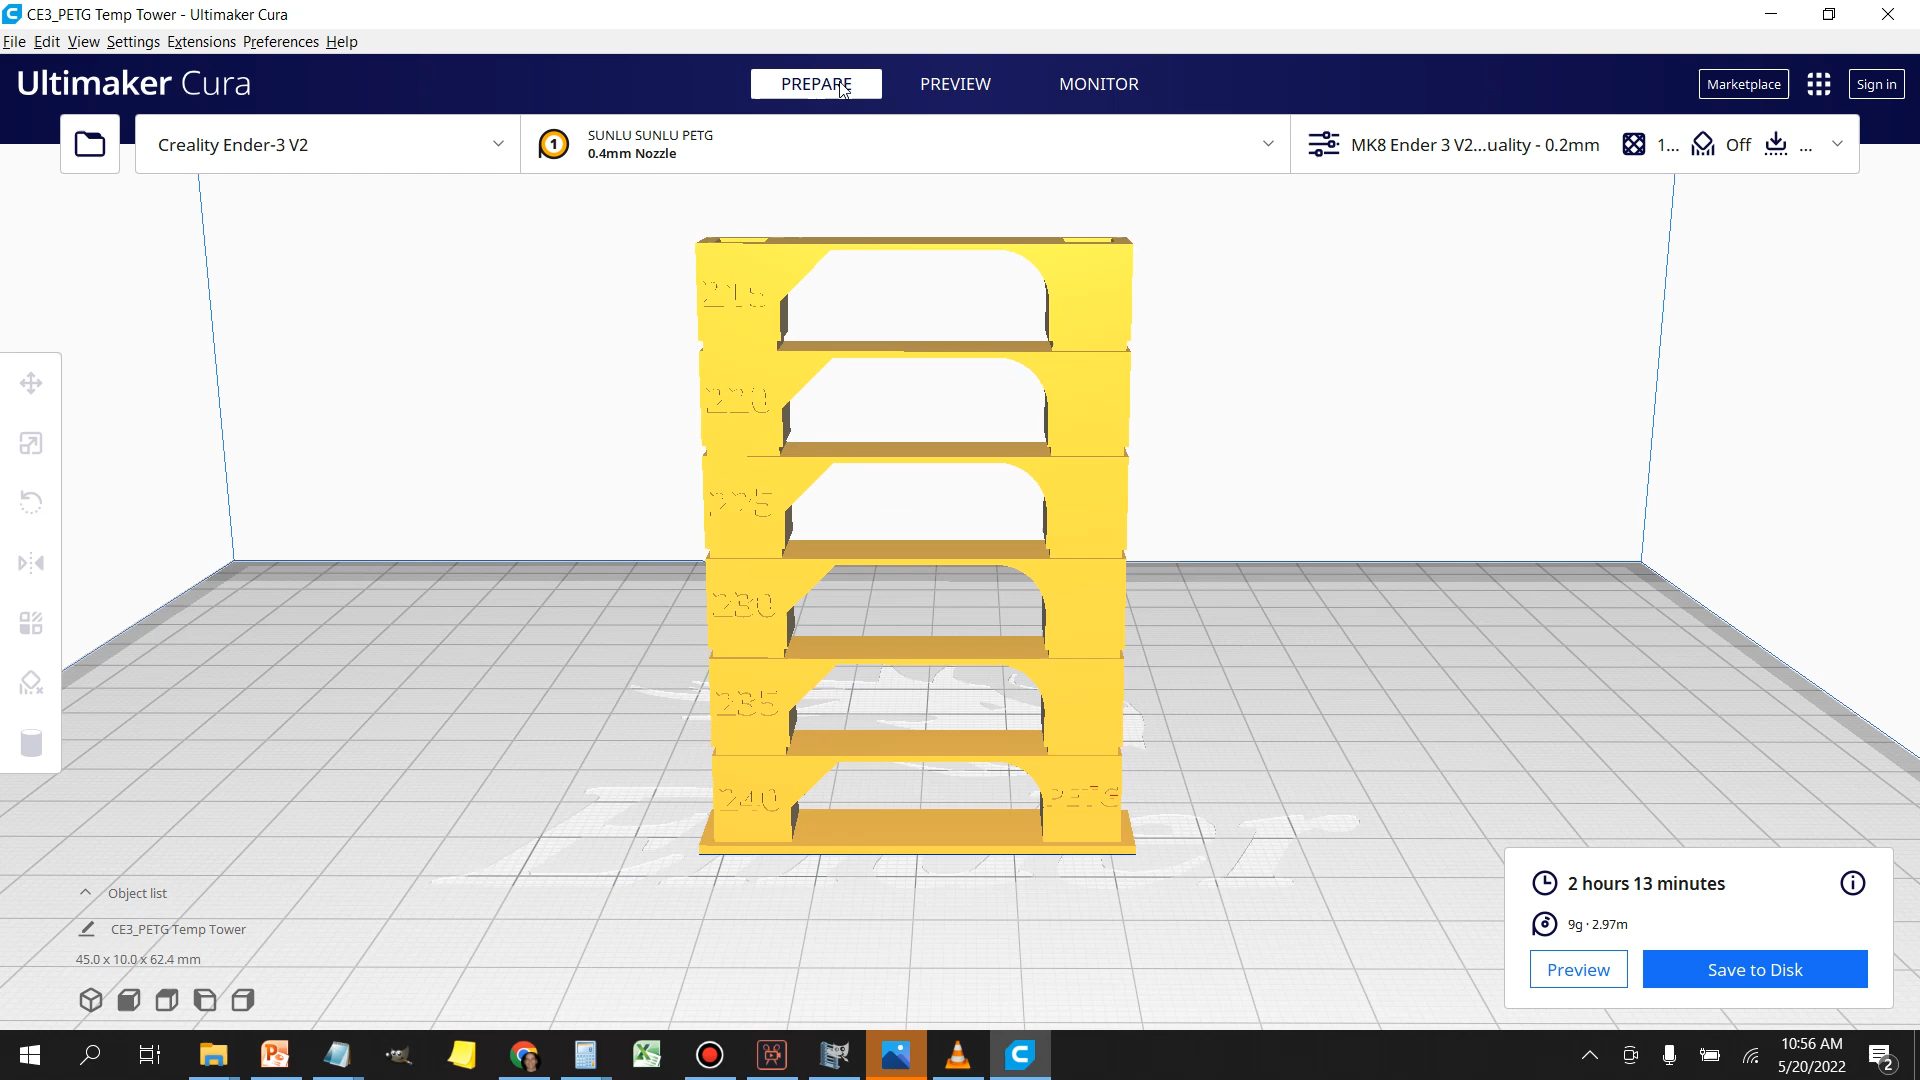 CE3_PETG Temp Tower - Ultimaker Cura
File Edit View Settings Extensions Preferences Help
Ultimaker Cura
PREPARE
PREVIEW
MONITOR
Marketplace
Sign in
Creality Ender-3 V2
1
SUNLU SUNLU PETG
0.4mm Nozzle
MK8 Ender 3 V2...uality - 0.2mm
1...
Off
...
215
220
225
230
235
240
PETG
Ender
Object list
CE3_PETG Temp Tower
45.0 x 10.0 x 62.4 mm
2 hours 13 minutes
9g · 2.97m
Preview
Save to Disk
10:56 AM
5/20/2022
2